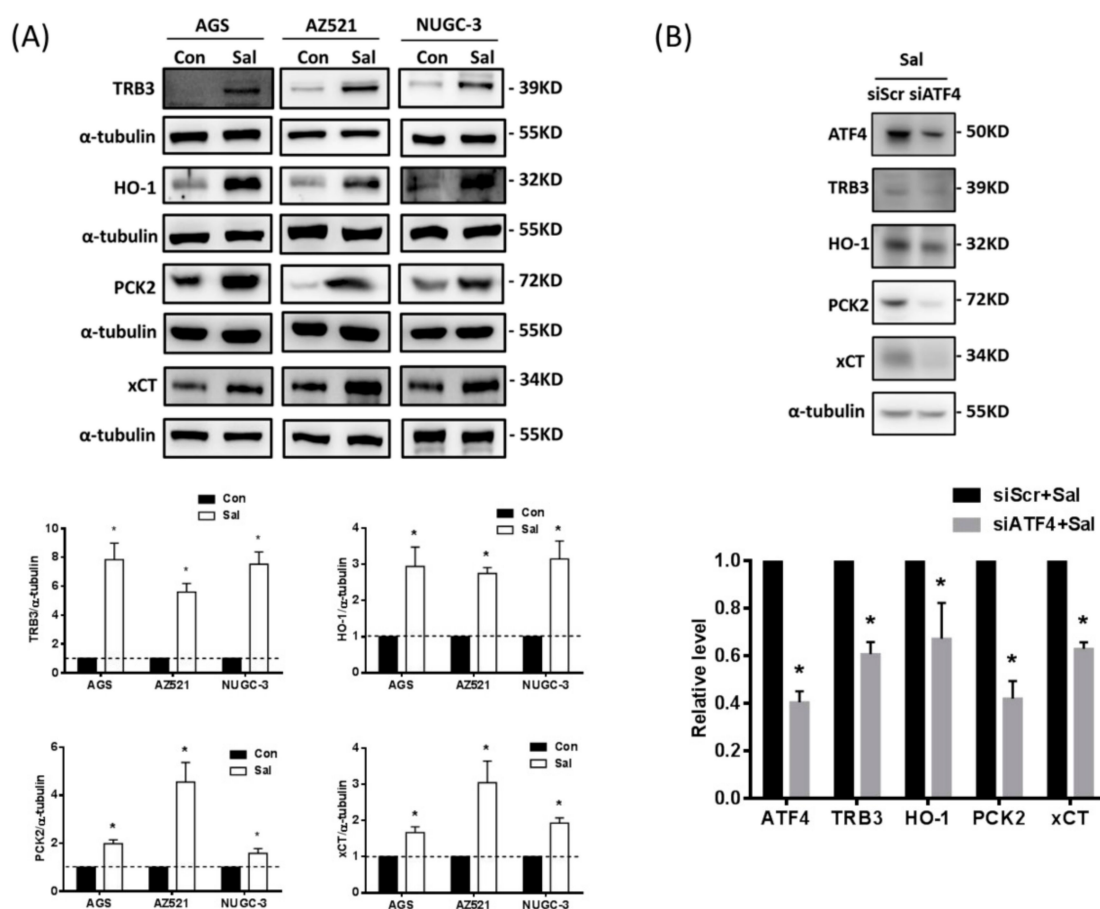 (A)
AGS AZ521 NUGC-3
Con Sal Con Sal Con Sal
TRB3 - 39KD
α-tubulin - 55KD
HO-1 - 32KD
α-tubulin - 55KD
PCK2 - 72KD
α-tubulin - 55KD
xCT - 34KD
α-tubulin - 55KD
Con
Sal
TRB3/α-tubulin
10
8
6
4
2
0
* * *
AGS AZ521 NUGC-3
Con
Sal
HO-1/α-tubulin
4
3
2
1
0
* * *
AGS AZ521 NUGC-3
Con
Sal
PCK2/α-tubulin
6
4
2
0
* * *
AGS AZ521 NUGC-3
Con
Sal
xCT/α-tubulin
4
3
2
1
0
* * *
AGS AZ521 NUGC-3
(B)
Sal
siScr siATF4
ATF4 - 50KD
TRB3 - 39KD
HO-1 - 32KD
PCK2 - 72KD
xCT - 34KD
α-tubulin - 55KD
siScr+Sal
siATF4+Sal
Relative level
1.0
0.8
0.6
0.4
0.2
0.0
* * * * *
ATF4 TRB3 HO-1 PCK2 xCT